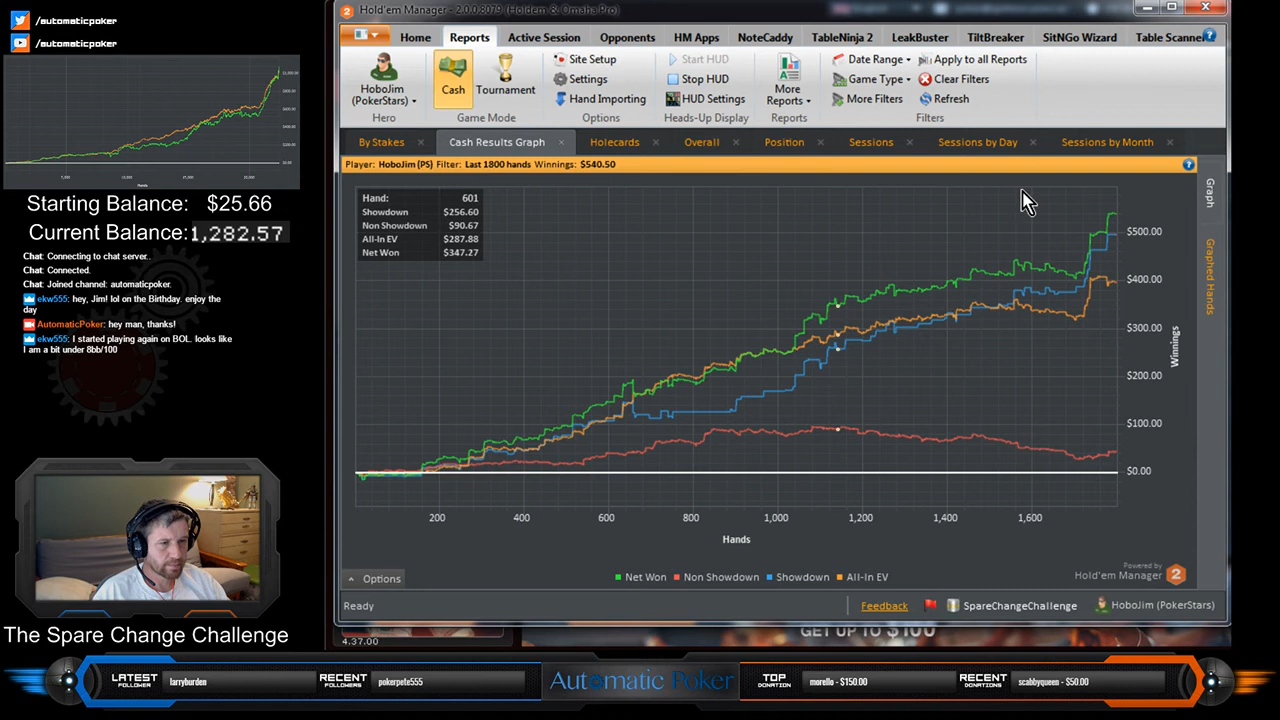 /automaticpoker
/automaticpoker
Hands
Starting Balance: $25.66
Current Balance: 1,282.57
Chat: Connecting to chat server..
Chat: Connected.
Chat: Joined channel: automaticpoker.
ekw555: hey, Jim! lol on the Birthday. enjoy the
day
AutomaticPoker: hey man, thanks!
ekw555: I started playing again on BOL. looks like
I am a bit under 8bb/100
The Spare Change Challenge
Hold'em Manager - 2.0.0.8079 (Holdem & Omaha Pro)
Home Reports Active Session Opponents HM Apps NoteCaddy TableNinja 2 LeakBuster TiltBreaker SitNGo Wizard Table Scanner
HoboJim
(PokerStars)
Hero
Cash
Tournament
Game Mode
Site Setup
Settings
Hand Importing
Options
Start HUD
Stop HUD
HUD Settings
Heads-Up Display
More
Reports
Reports
Date Range
Game Type
More Filters
Apply to all Reports
Clear Filters
Refresh
Filters
By Stakes Cash Results Graph Holecards Overall Position Sessions Sessions by Day Sessions by Month
Player: HoboJim (PS) Filter: Last 1800 hands Winnings: $540.50
Hand: 601
Showdown $256.60
Non Showdown $90.67
All-In EV $287.88
Net Won $347.27
$500.00
$400.00
$300.00
$200.00
$100.00
$0.00
Winnings
200 400 600 800 1,000 1,200 1,400 1,600
Hands
Graph
Graphed Hands
Options
Net Won Non Showdown Showdown All-In EV
Powered by
Hold'em Manager 2
Ready
Feedback
SpareChangeChallenge
HoboJim (PokerStars)
4.37.00
GET UP TO $100
LATEST
FOLLOWER
larryburden
RECENT
FOLLOWERS
pokerpete555
Automatic Poker
TOP
DONATION
morello - $150.00
RECENT
DONATIONS
scabbyqueen - $50.00